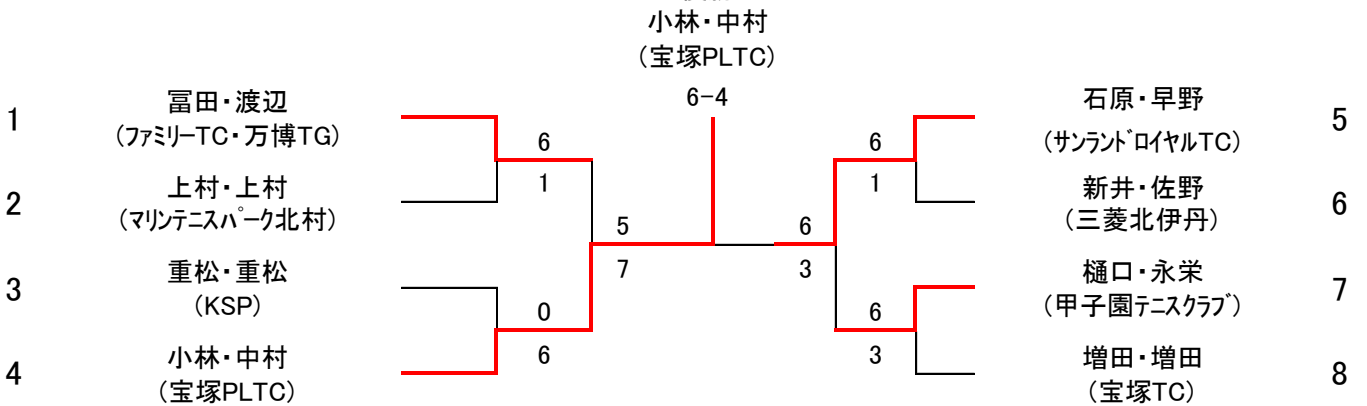 小林・中村
(宝塚PLTC)
6-4
1
冨田・渡辺
(ファミリーTC・万博TG)
2
上村・上村
(マリンテニスパーク北村)
3
重松・重松
(KSP)
4
小林・中村
(宝塚PLTC)
6
1
0
6
5
7
6
3
6
1
6
3
石原・早野
(サンランドロイヤルTC)
5
新井・佐野
(三菱北伊丹)
6
樋口・永栄
(甲子園テニスクラブ)
7
増田・増田
(宝塚TC)
8